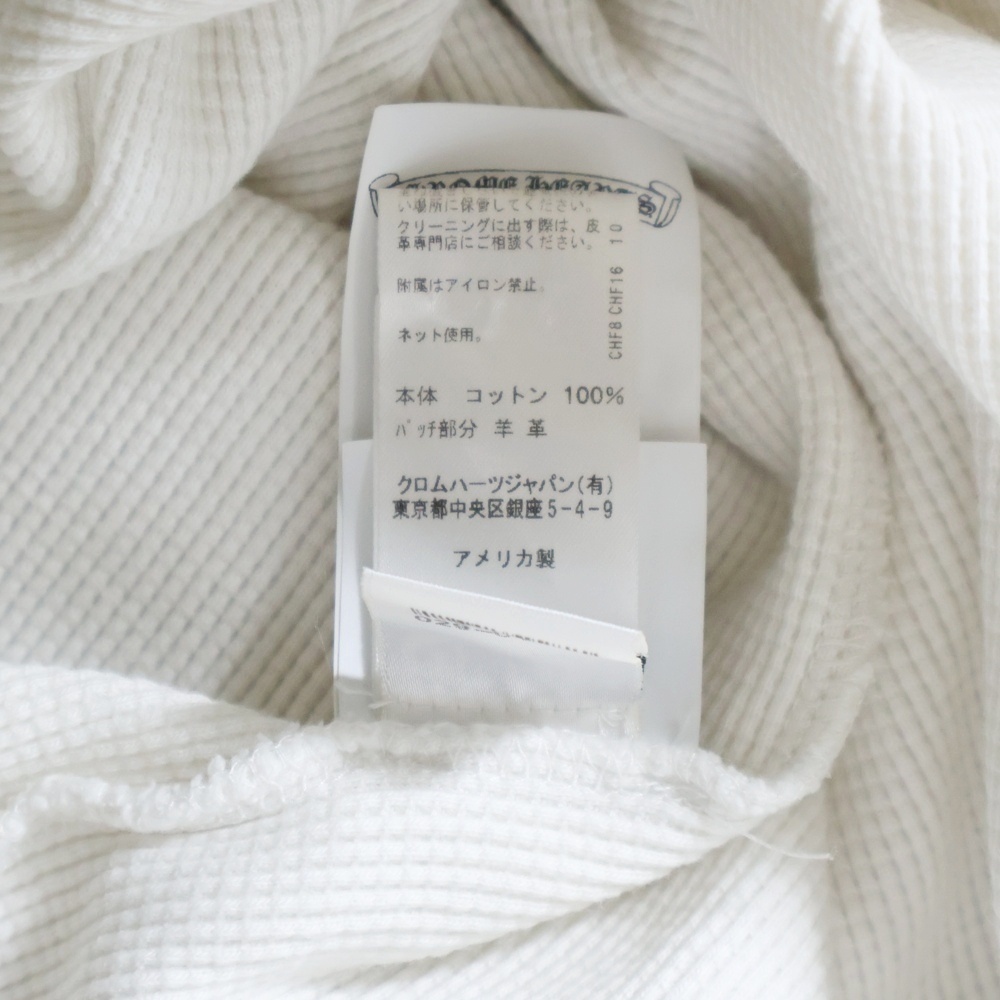 い場所に保管してください。
クリーニングに出す際は、皮
革専門店にご相談ください。
附属はアイロン禁止。
ネット使用。
CHF8 CHF16 10
本体 コットン 100%
パッチ部分 羊 革
クロムハーツジャパン(有)
東京都中央区銀座5-4-9
アメリカ製